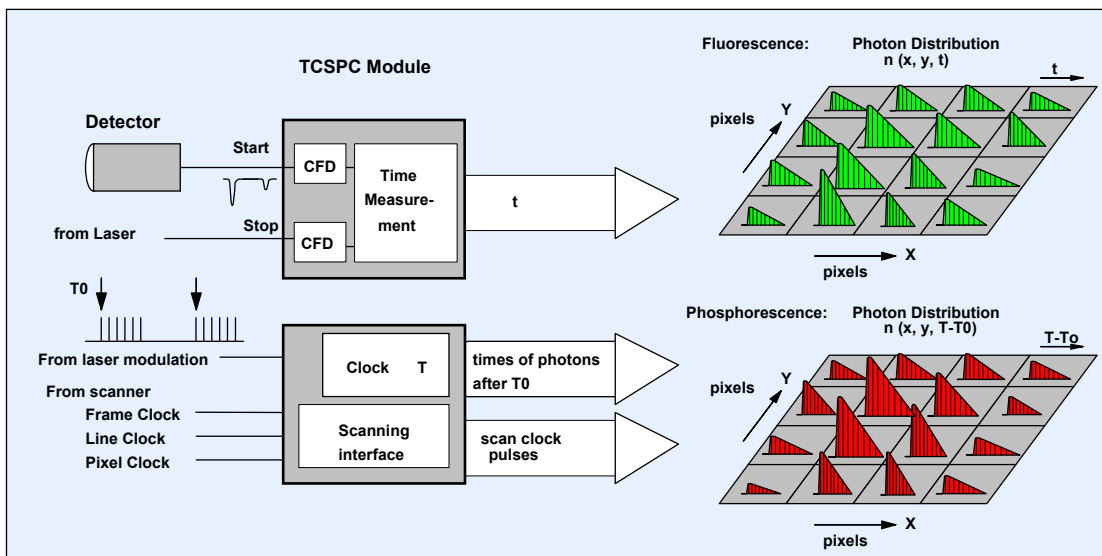 TCSPC Module
Detector
Start
Stop
from Laser
CFD
CFD
Time
Measure-
ment
t
T0
From laser modulation
From scanner
Frame Clock
Line Clock
Pixel Clock
Clock T
Scanning
interface
times of photons
after T0
scan clock
pulses
Fluorescence: Photon Distribution
n (x, y, t)
t
Y
pixels
X
pixels
Phosphorescence: Photon Distribution
n (x, y, T-T0)
T-To
Y
pixels
X
pixels